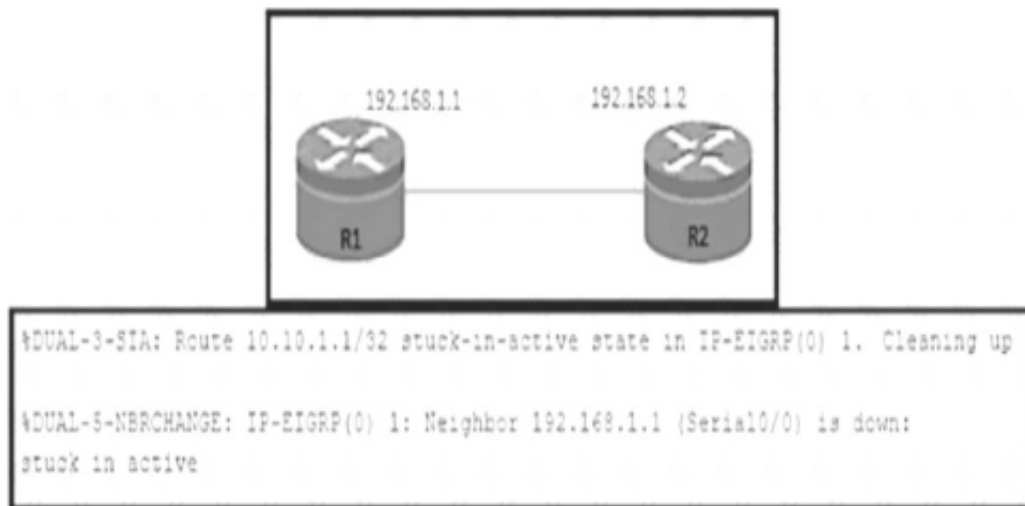 192.168.1.1 192.168.1.2
R1 R2
%DUAL-3-SIA: Route 10.10.1.1/32 stuck-in-active state in IP-EIGRP(0) 1. Cleaning up
%DUAL-5-NBRCHANGE: IP-EIGRP(0) 1: Neighbor 192.168.1.1 (Serial0/0) is down:
stuck in active